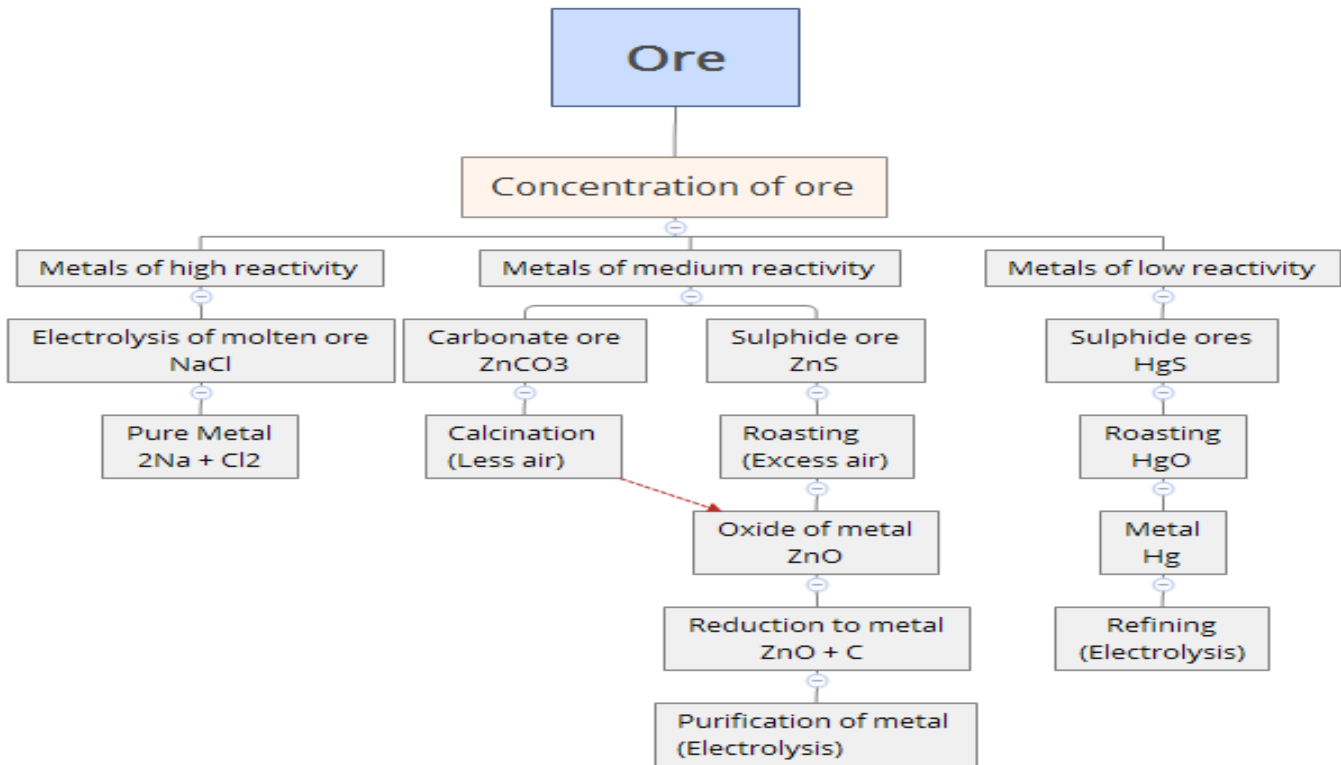 Ore
Concentration of ore
Metals of high reactivity
Metals of medium reactivity
Metals of low reactivity
Electrolysis of molten ore
NaCl
Carbonate ore
ZnCO3
Sulphide ore
ZnS
Sulphide ores
HgS
Pure Metal
2Na + Cl2
Calcination
(Less air)
Roasting
(Excess air)
Roasting
HgO
Oxide of metal
ZnO
Metal
Hg
Reduction to metal
ZnO + C
Refining
(Electrolysis)
Purification of metal
(Electrolysis)